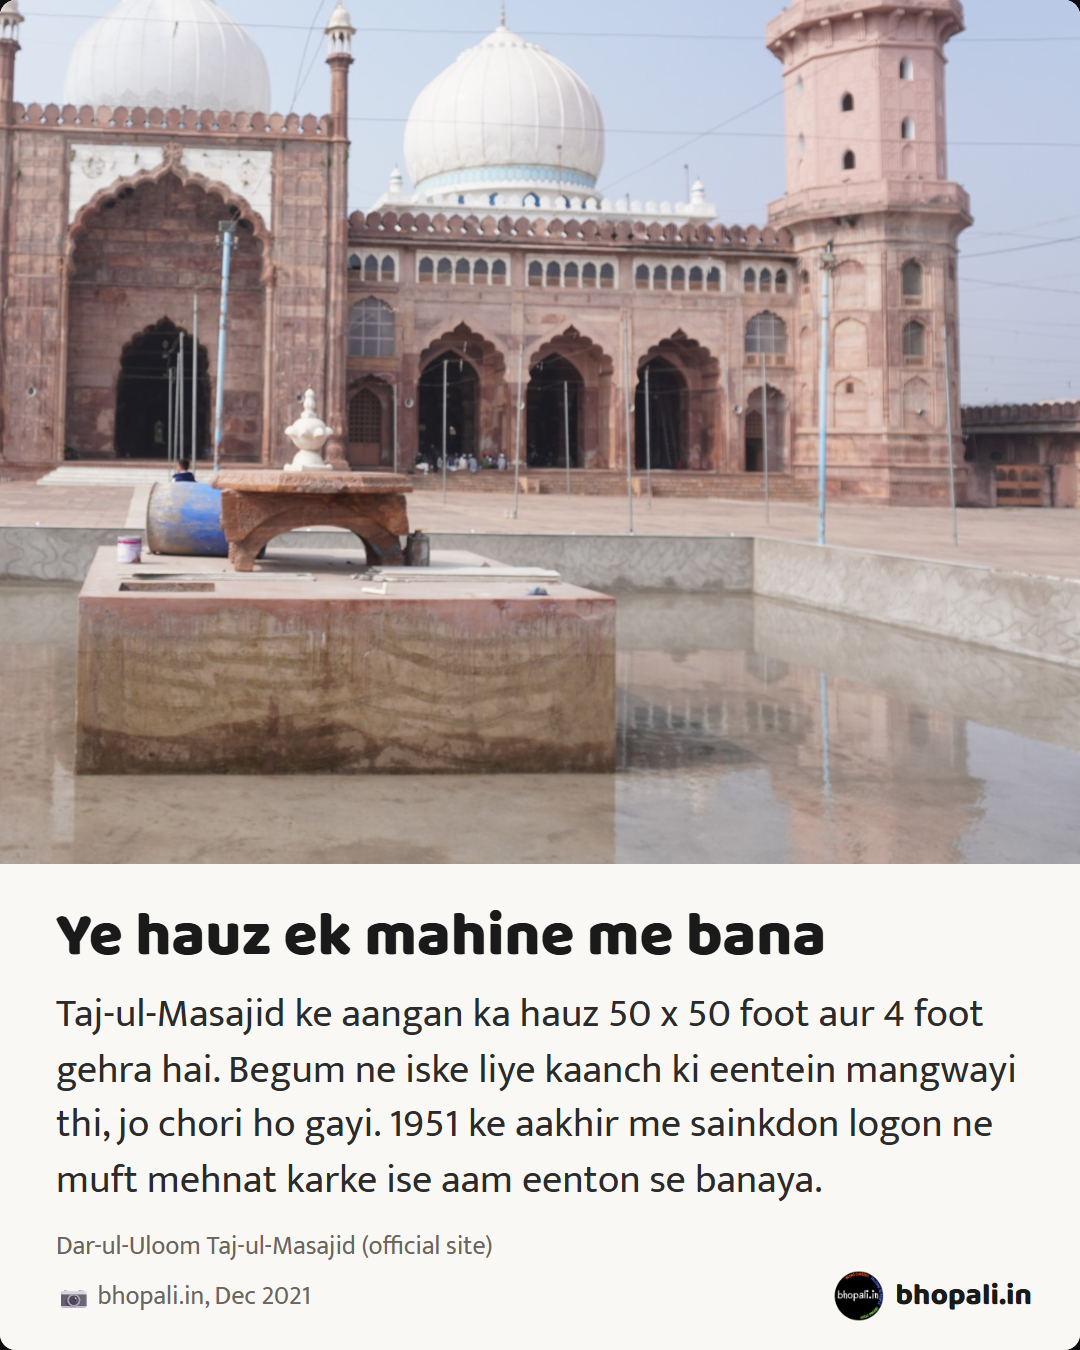 Ye hauz ek mahine me bana
Taj-ul-Masajid ke aangan ka hauz 50 x 50 foot aur 4 foot
gehra hai. Begum ne iske liye kaanch ki eentein mangwayi
thi, jo chori ho gayi. 1951 ke aakhir me sainkdon logon ne
muft mehnat karke ise aam eenton se banaya.
Dar-ul-Uloom Taj-ul-Masajid (official site)
bhopali.in, Dec 2021
bhopali.in
bhopali.in